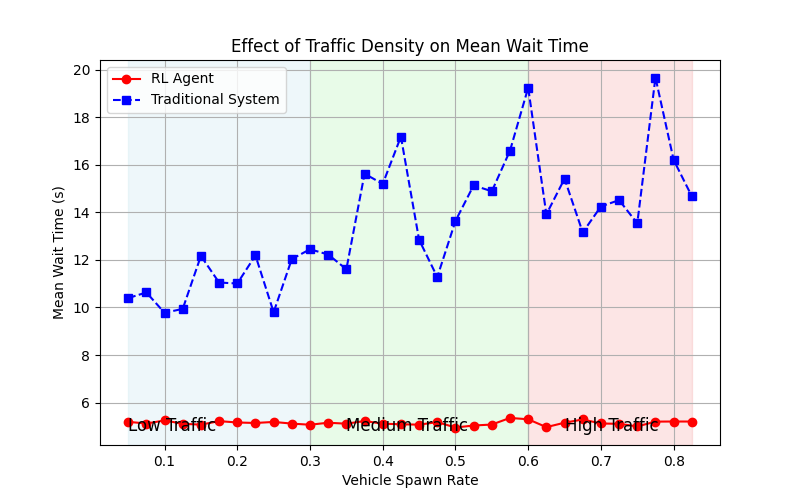 Effect of Traffic Density on Mean Wait Time
RL Agent
Traditional System
Mean Wait Time (s)
20
18
16
14
12
10
8
6
Low Traffic
Medium Traffic
High Traffic
0.1
0.2
0.3
0.4
0.5
0.6
0.7
0.8
Vehicle Spawn Rate